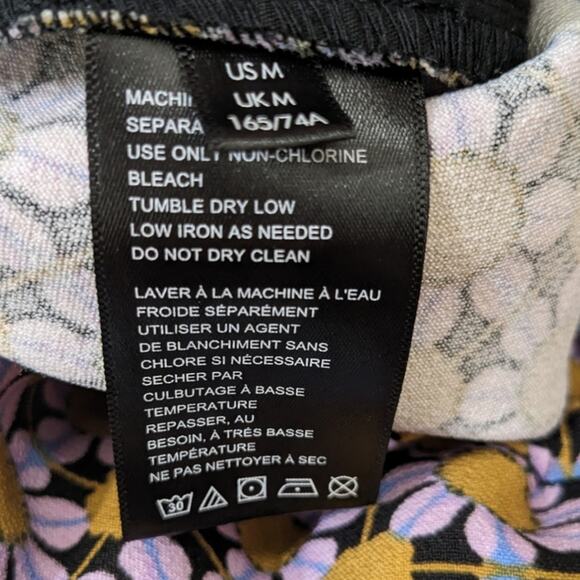 US M
UK M
165/74A
MACHI
SEPARA
USE ONLY NON-CHLORINE
BLEACH
TUMBLE DRY LOW
LOW IRON AS NEEDED
DO NOT DRY CLEAN
LAVER À LA MACHINE À L'EAU
FROIDE SÉPARÉMENT
UTILISER UN AGENT
DE BLANCHIMENT SANS
CHLORE SI NÉCESSAIRE
SECHER PAR
CULBUTAGE À BASSE
TEMPERATURE
REPASSER, AU
BESOIN, À TRÉS BASSE
TEMPÉRATURE
NE PAS NETTOYER À SEC
30